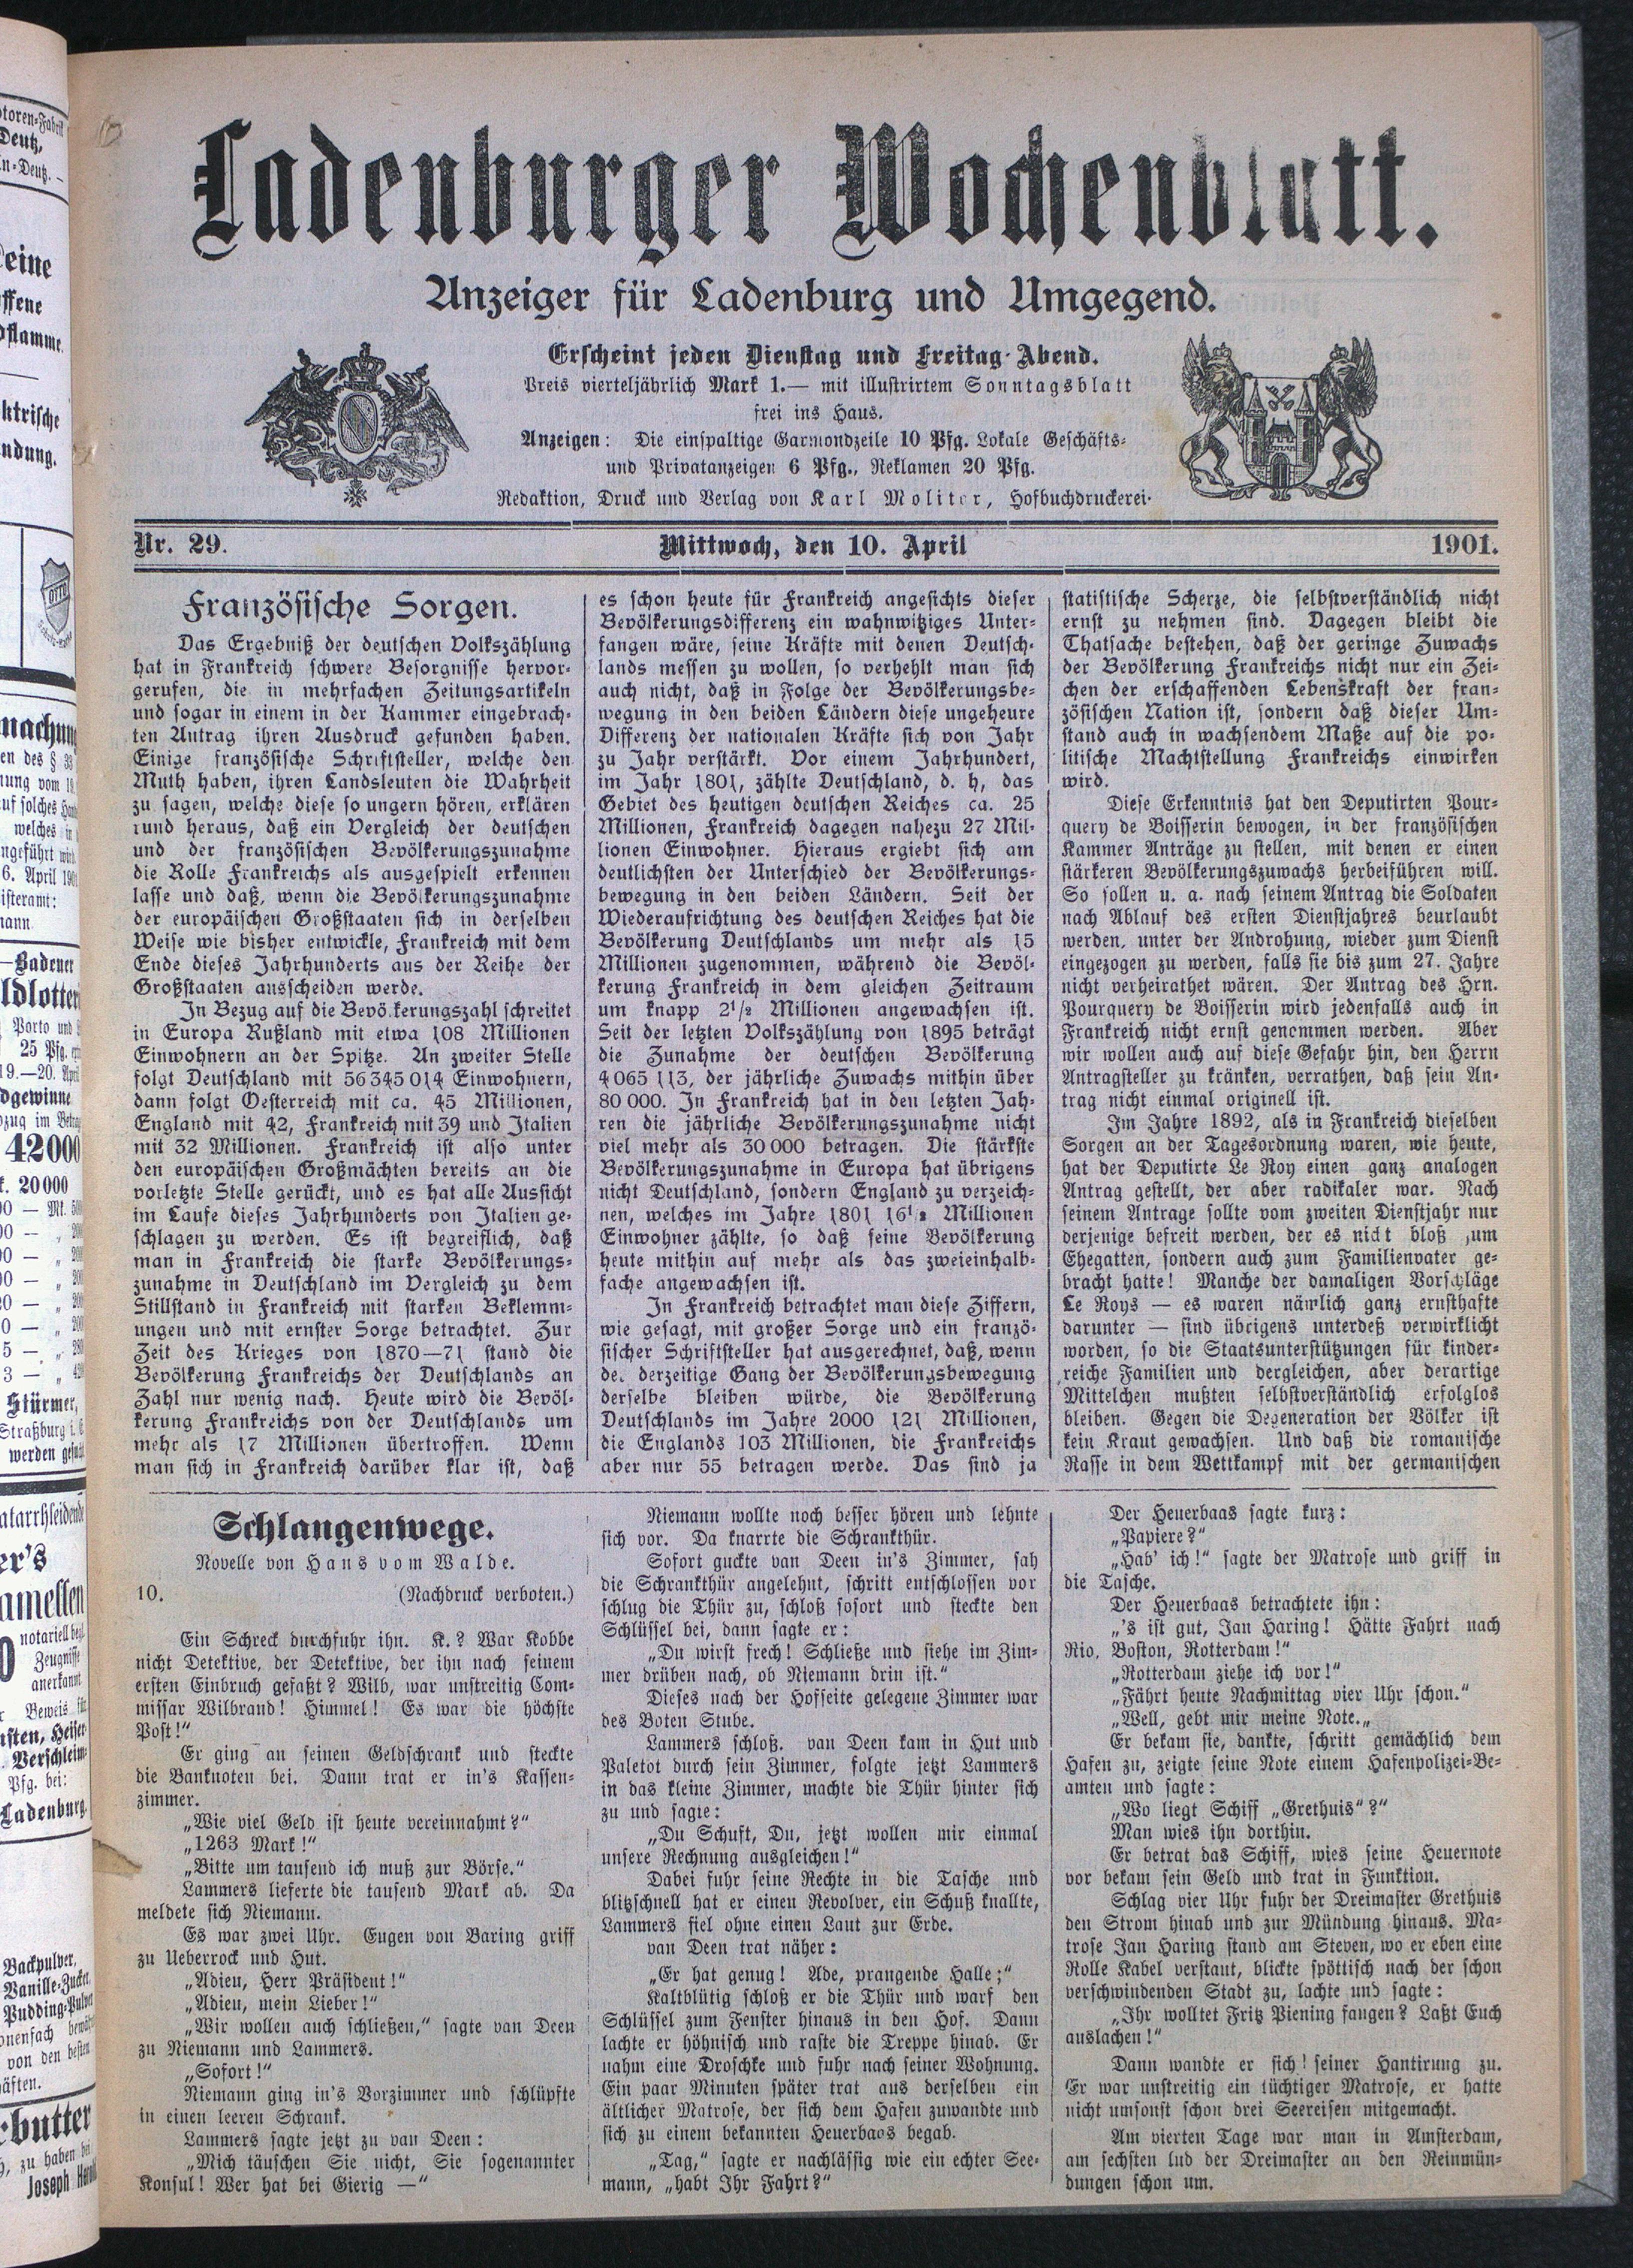 Ladenburger Wochenblatt.
Anzeiger für Ladenburg und Umgegend.
Erscheint jeden Dienstag und Freitag-Abend.
Preis vierteljährlich Mark 1.— mit illustrirtem Sonntagsblatt
frei ins Haus.
Anzeigen: Die einspaltige Garmondzeile 10 Pfg. Lokale Geschäfts-
und Privatanzeigen 6 Pfg., Reklamen 20 Pfg.
Redaktion, Druck und Verlag von Karl Molitor, Hofbuchdruckerei.
Nr. 29. Mittwoch, den 10. April 1901.
Französische Sorgen.
Das Ergebniß der deutschen Volkszählung
hat in Frankreich schwere Besorgnisse hervor-
gerufen, die in mehrfachen Zeitungsartikeln
und sogar in einem in der Kammer eingebrach-
ten Antrag ihren Ausdruck gefunden haben.
Einige französische Schriftsteller, welche den
Muth haben, ihren Landsleuten die Wahrheit
zu sagen, welche diese so ungern hören, erklären
rund heraus, daß ein Vergleich der deutschen
und der französischen Bevölkerungszunahme
die Rolle Frankreichs als ausgespielt erkennen
lasse und daß, wenn die Bevölkerungszunahme
der europäischen Großstaaten sich in derselben
Weise wie bisher entwickle, Frankreich mit dem
Ende dieses Jahrhunderts aus der Reihe der
Großstaaten ausscheiden werde.
In Bezug auf die Bevölkerungszahl schreitet
in Europa Rußland mit etwa 108 Millionen
Einwohnern an der Spitze. An zweiter Stelle
folgt Deutschland mit 56 345 014 Einwohnern,
dann folgt Oesterreich mit ca. 45 Millionen,
England mit 42, Frankreich mit 39 und Italien
mit 32 Millionen. Frankreich ist also unter
den europäischen Großmächten bereits an die
vorletzte Stelle gerückt, und es hat alle Aussicht
im Laufe dieses Jahrhunderts von Italien ge-
schlagen zu werden. Es ist begreiflich, daß
man in Frankreich die starke Bevölkerungs-
zunahme in Deutschland im Vergleich zu dem
Stillstand in Frankreich mit starken Beklemm-
ungen und mit ernster Sorge betrachtet. Zur
Zeit des Krieges von 1870—71 stand die
Bevölkerung Frankreichs der Deutschlands an
Zahl nur wenig nach. Heute wird die Bevöl-
kerung Frankreichs von der Deutschlands um
mehr als 17 Millionen übertroffen. Wenn
man sich in Frankreich darüber klar ist, daß
es schon heute für Frankreich angesichts dieser
Bevölkerungsdifferenz ein wahnwitziges Unter-
fangen wäre, seine Kräfte mit denen Deutsch-
lands messen zu wollen, so verhehlt man sich
auch nicht, daß in Folge der Bevölkerungsbe-
wegung in den beiden Ländern diese ungeheure
Differenz der nationalen Kräfte sich von Jahr
zu Jahr verstärkt. Vor einem Jahrhundert,
im Jahr 1801, zählte Deutschland, d. h, das
Gebiet des heutigen deutschen Reiches ca. 25
Millionen, Frankreich dagegen nahezu 27 Mil-
lionen Einwohner. Hieraus ergiebt sich am
deutlichsten der Unterschied der Bevölkerungs-
bewegung in den beiden Ländern. Seit der
Wiederaufrichtung des deutschen Reiches hat die
Bevölkerung Deutschlands um mehr als 15
Millionen zugenommen, während die Bevöl-
kerung Frankreich in dem gleichen Zeitraum
um knapp 2½ Millionen angewachsen ist.
Seit der letzten Volkszählung von 1895 beträgt
die Zunahme der deutschen Bevölkerung
4 065 113, der jährliche Zuwachs mithin über
80 000. In Frankreich hat in den letzten Jah-
ren die jährliche Bevölkerungszunahme nicht
viel mehr als 30 000 betragen. Die stärkste
Bevölkerungszunahme in Europa hat übrigens
nicht Deutschland, sondern England zu verzeich-
nen, welches im Jahre 1801 16½ Millionen
Einwohner zählte, so daß seine Bevölkerung
heute mithin auf mehr als das zweieinhalb-
fache angewachsen ist.
In Frankreich betrachtet man diese Ziffern,
wie gesagt, mit großer Sorge und ein franzö-
sischer Schriftsteller hat ausgerechnet, daß, wenn
der derzeitige Gang der Bevölkerungsbewegung
derselbe bleiben würde, die Bevölkerung
Deutschlands im Jahre 2000 121 Millionen,
die Englands 103 Millionen, die Frankreichs
aber nur 55 betragen werde. Das sind ja
statistische Scherze, die selbstverständlich nicht
ernst zu nehmen sind. Dagegen bleibt die
Thatsache bestehen, daß der geringe Zuwachs
der Bevölkerung Frankreichs nicht nur ein Zei-
chen der erschaffenden Lebenskraft der fran-
zösischen Nation ist, sondern daß dieser Um-
stand auch in wachsendem Maße auf die po-
litische Machtstellung Frankreichs einwirken
wird.
Diese Erkenntnis hat den Deputirten Pour-
query de Boisserin bewogen, in der französischen
Kammer Anträge zu stellen, mit denen er einen
stärkeren Bevölkerungszuwachs herbeiführen will.
So sollen u. a. nach seinem Antrag die Soldaten
nach Ablauf des ersten Dienstjahres beurlaubt
werden, unter der Androhung, wieder zum Dienst
eingezogen zu werden, falls sie bis zum 27. Jahre
nicht verheirathet wären. Der Antrag des Hrn.
Pourquery de Boisserin wird jedenfalls auch in
Frankreich nicht ernst genommen werden. Aber
wir wollen auch auf diese Gefahr hin, den Herrn
Antragsteller zu kränken, verrathen, daß sein An-
trag nicht einmal originell ist.
Im Jahre 1892, als in Frankreich dieselben
Sorgen an der Tagesordnung waren, wie heute,
hat der Deputirte Le Roy einen ganz analogen
Antrag gestellt, der aber radikaler war. Nach
seinem Antrage sollte vom zweiten Dienstjahr nur
derjenige befreit werden, der es nicht bloß zum
Ehegatten, sondern auch zum Familienvater ge-
bracht hatte! Manche der damaligen Vorschläge
Le Roys — es waren nämlich ganz ernsthafte
darunter — sind übrigens unterdeß verwirklicht
worden, so die Staatsunterstützungen für kinder-
reiche Familien und dergleichen, aber derartige
Mittelchen mußten selbstverständlich erfolglos
bleiben. Gegen die Degeneration der Völker ist
kein Kraut gewachsen. Und daß die romanische
Rasse in dem Wettkampf mit der germanischen
Schlangenwege.
Novelle von Hans vom Walde.
10. (Nachdruck verboten.)
Ein Schreck durchfuhr ihn. K.? War Kobbe
nicht Detektive, der Detektive, der ihn nach seinem
ersten Einbruch gefaßt? Wilb, war unstreitig Com-
missar Wilbrand! Himmel! Es war die höchste
Post!"
Er ging an seinen Geldschrank und steckte
die Banknoten bei. Dann trat er in's Kassen-
zimmer.
„Wie viel Geld ist heute vereinnahmt?"
„1263 Mark!"
„Bitte um tausend ich muß zur Börse."
Lammers lieferte die tausend Mark ab. Da
meldete sich Niemann.
Es war zwei Uhr. Eugen von Baring griff
zu Ueberrock und Hut.
„Adieu, Herr Präsident!"
„Adieu, mein Lieber!"
„Wir wollen auch schließen," sagte van Deen
zu Niemann und Lammers.
„Sofort!"
Niemann ging in's Vorzimmer und schlüpfte
in einen leeren Schrank.
Lammers sagte jetzt zu van Deen:
„Mich täuschen Sie nicht, Sie sogenannter
Konsul! Wer hat bei Gierig —"
Niemann wollte noch besser hören und lehnte
sich vor. Da knarrte die Schrankthür.
Sofort guckte van Deen in's Zimmer, sah
die Schrankthür angelehnt, schritt entschlossen vor
schlug die Thür zu, schloß sofort und steckte den
Schlüssel bei, dann sagte er:
„Du wirst frech! Schließe und siehe im Zim-
mer drüben nach, ob Niemann drin ist."
Dieses nach der Hofseite gelegene Zimmer war
des Boten Stube.
Lammers schloß. van Deen kam in Hut und
Paletot durch sein Zimmer, folgte jetzt Lammers
in das kleine Zimmer, machte die Thür hinter sich
zu und sagte:
„Du Schuft, Du, jetzt wollen mir einmal
unsere Rechnung ausgleichen!"
Dabei fuhr seine Rechte in die Tasche und
blitzschnell hat er einen Revolver, ein Schuß knallte,
Lammers fiel ohne einen Laut zur Erde.
van Deen trat näher:
„Er hat genug! Ade, prangende Halle;"
Kaltblütig schloß er die Thür und warf den
Schlüssel zum Fenster hinaus in den Hof. Dann
lachte er höhnisch und raste die Treppe hinab. Er
nahm eine Droschke und fuhr nach seiner Wohnung.
Ein paar Minuten später trat aus derselben ein
ältlicher Matrose, der sich dem Hafen zuwandte und
sich zu einem bekannten Heuerbaas begab.
„Tag," sagte er nachlässig wie ein echter See-
mann, „habt Ihr Fahrt?"
Der Heuerbaas sagte kurz:
„Papiere?"
„Hab' ich!" sagte der Matrose und griff in
die Tasche.
Der Heuerbaas betrachtete ihn:
„'s ist gut, Jan Haring! Hätte Fahrt nach
Rio, Boston, Rotterdam!"
„Rotterdam ziehe ich vor!"
„Fährt heute Nachmittag vier Uhr schon."
„Well, gebt mir meine Note.„
Er bekam sie, dankte, schritt gemächlich dem
Hafen zu, zeigte seine Note einem Hafenpolizei-Be-
amten und sagte:
„Wo liegt Schiff „Grethuis"?"
Man wies ihn dorthin.
Er betrat das Schiff, wies seine Heuernote
vor bekam sein Geld und trat in Funktion.
Schlag vier Uhr fuhr der Dreimaster Grethuis
den Strom hinab und zur Mündung hinaus. Ma-
trose Jan Haring stand am Steven, wo er eben eine
Rolle Kabel verstaut, blickte spöttisch nach der schon
verschwindenden Stadt zu, lachte und sagte:
„Ihr wolltet Fritz Piening fangen? Laßt Euch
auslachen!"
Dann wandte er sich! seiner Hantirung zu.
Er war unstreitig ein tüchtiger Matrose, er hatte
nicht umsonst schon drei Seereisen mitgemacht.
Am vierten Tage war man in Amsterdam,
am sechsten lud der Dreimaster an den Reinmün-
dungen schon um.